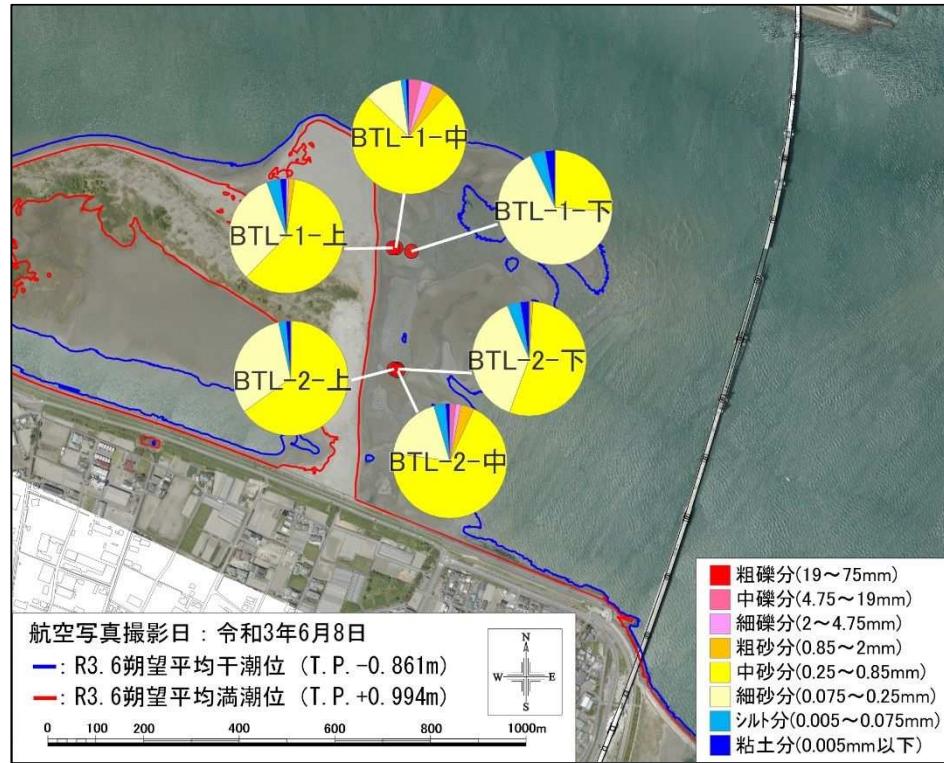 BTL-1-中
BTL-1-下
BTL-1-上
BTL-2-下
BTL-2-上
BTL-2-中
航空写真撮影日：令和3年6月8日
：R3.6朔望平均干潮位（T.P.-0.861m）
：R3.6朔望平均満潮位（T.P.+0.994m）
0 200 400 600 800 1000m
N
W E
S
粗礫分(19～75mm)
中礫分(4.75～19mm)
細礫分(2～4.75mm)
粗砂分(0.85～2mm)
中砂分(0.25～0.85mm)
細砂分(0.075～0.25mm)
シルト分(0.005～0.075mm)
粘土分(0.005mm以下)